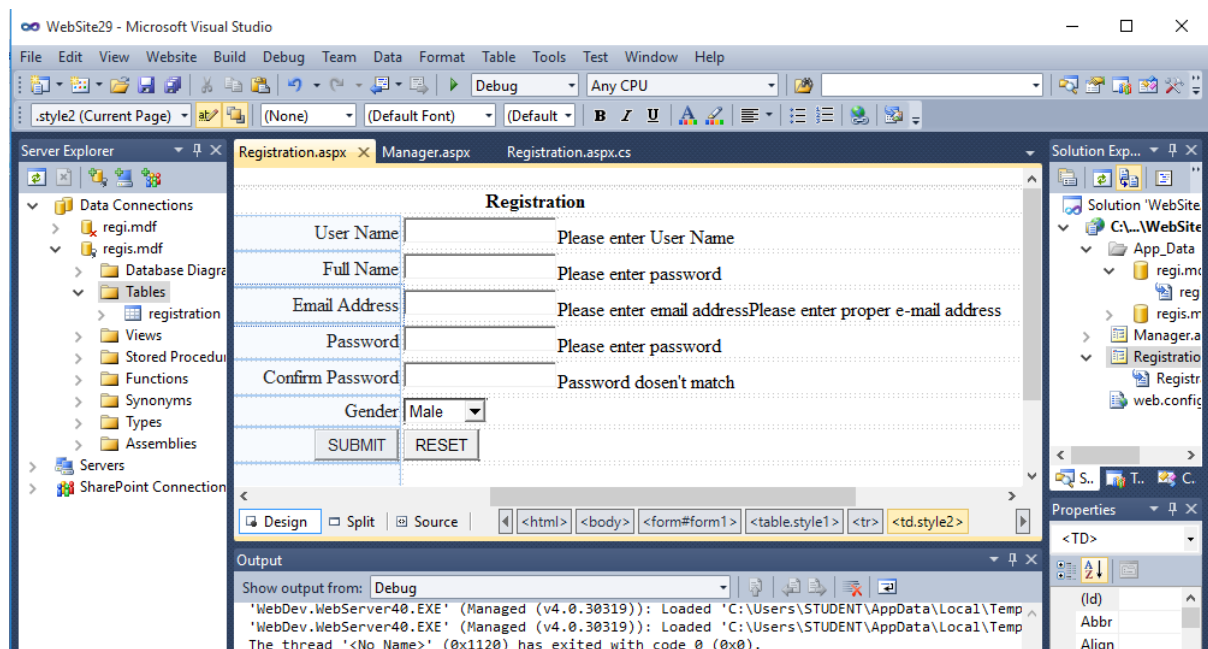 WebSite29 - Microsoft Visual Studio
File Edit View Website Build Debug Team Data Format Table Tools Test Window Help
Debug Any CPU
.style2 (Current Page) (None) (Default Font) (Default B I U A
Server Explorer
Data Connections
regi.mdf
regis.mdf
Database Diagra
Tables
registration
Views
Stored Procedu
Functions
Synonyms
Types
Assemblies
Servers
SharePoint Connection
Registration.aspx Manager.aspx Registration.aspx.cs
Registration
User Name Please enter User Name
Full Name Please enter password
Email Address Please enter email addressPlease enter proper e-mail address
Password Please enter password
Confirm Password Password dosen't match
Gender Male
SUBMIT RESET
Design Split Source <html> <body> <form#form1> <table.style1> <tr> <td.style2>
Output
Show output from: Debug
'WebDev.WebServer40.EXE' (Managed (v4.0.30319)): Loaded 'C:\Users\STUDENT\AppData\Local\Temp
'WebDev.WebServer40.EXE' (Managed (v4.0.30319)): Loaded 'C:\Users\STUDENT\AppData\Local\Temp
The thread '<No Name>' (0x1120) has exited with code 0 (0x0).
Solution Exp...
Solution 'WebSite
C:\...\WebSite
App_Data
regi.mc
reg
regis.m
Manager.a
Registratio
Registr
web.config
S.. T.. C.
Properties
<TD>
(Id)
Abbr
Align